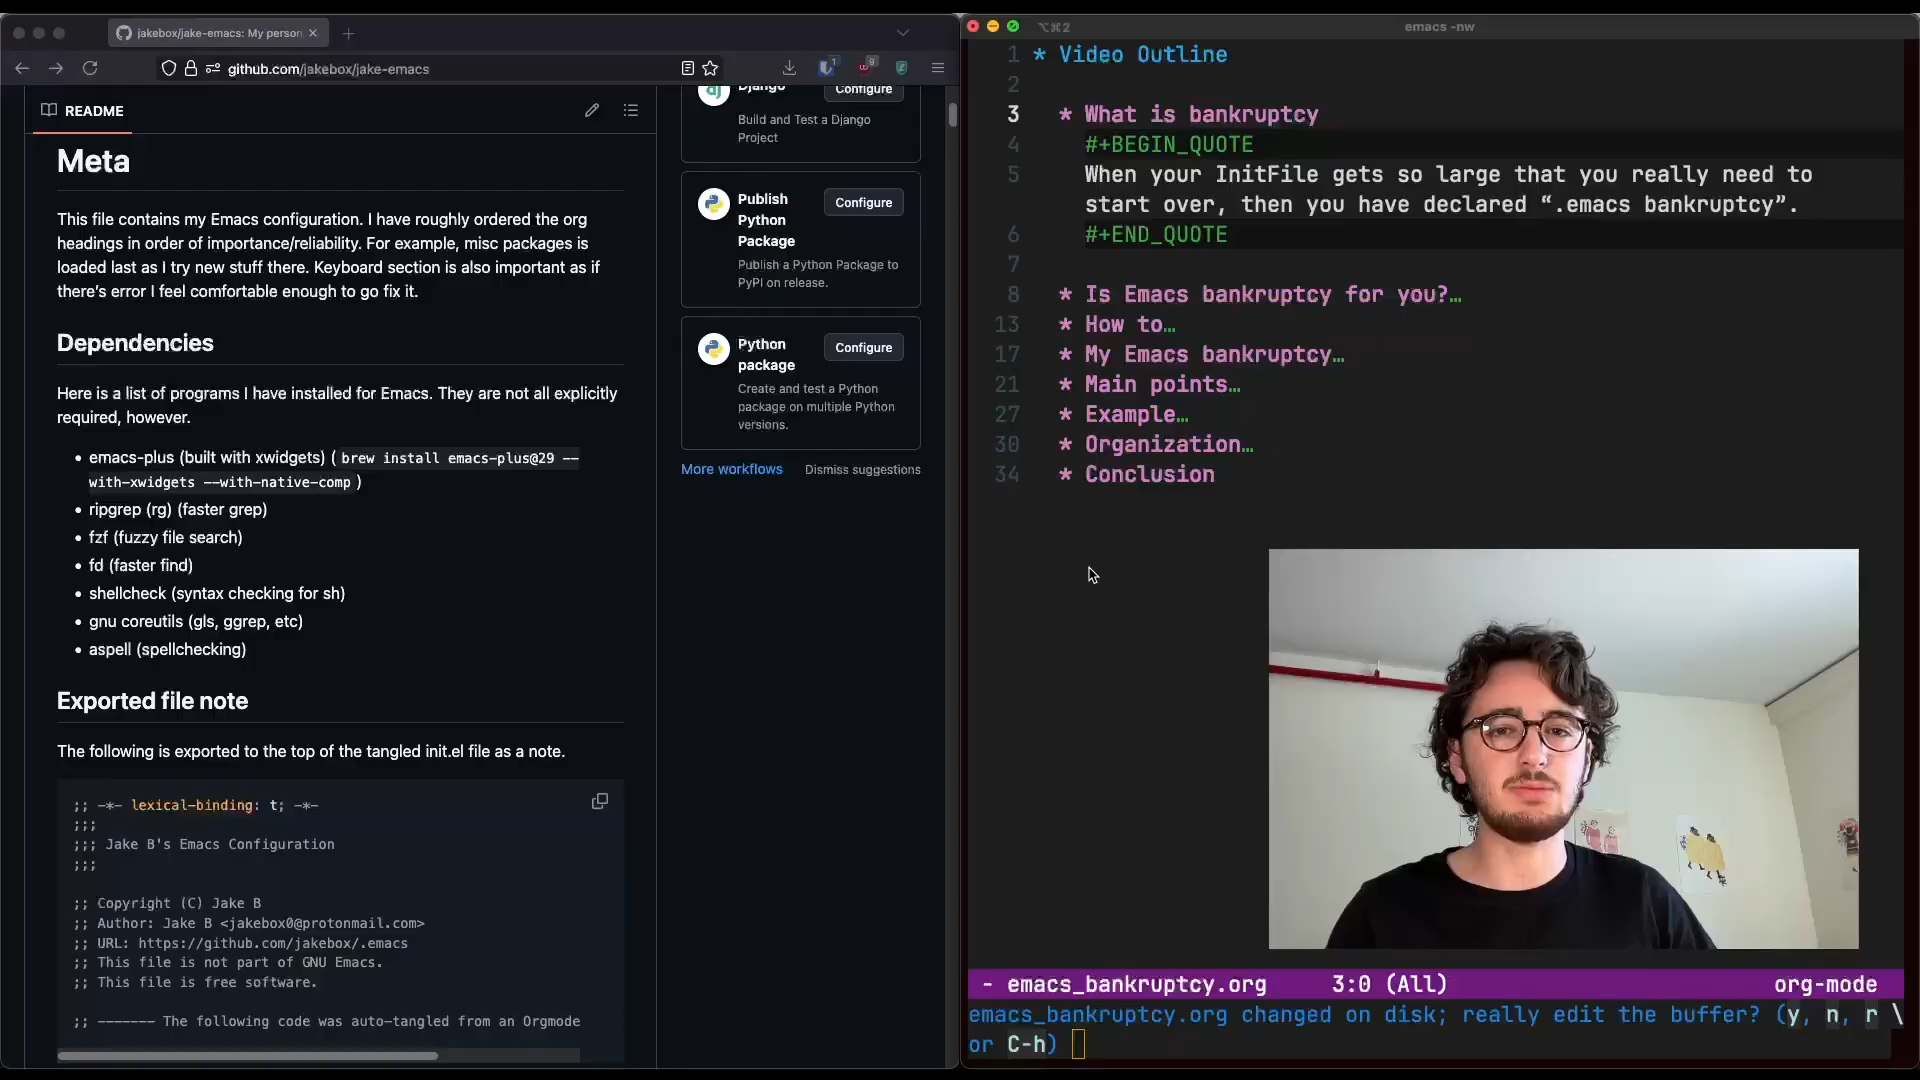 jakebox/jake-emacs: My person
github.com/jakebox/jake-emacs
1
9
README
Meta
This file contains my Emacs configuration. I have roughly ordered the org
headings in order of importance/reliability. For example, misc packages is
loaded last as I try new stuff there. Keyboard section is also important as if
there's error I feel comfortable enough to go fix it.
Dependencies
Here is a list of programs I have installed for Emacs. They are not all explicitly
required, however.
• emacs-plus (built with xwidgets) ( brew install emacs-plus@29 --
with-xwidgets --with-native-comp )
• ripgrep (rg) (faster grep)
• fzf (fuzzy file search)
• fd (faster find)
• shellcheck (syntax checking for sh)
• gnu coreutils (gls, ggrep, etc)
• aspell (spellchecking)
Exported file note
The following is exported to the top of the tangled init.el file as a note.
;; -*- lexical-binding: t; -*-
;;;
;;; Jake B's Emacs Configuration
;;;
;; Copyright (C) Jake B
;; Author: Jake B <jakebox0@protonmail.com>
;; URL: https://github.com/jakebox/.emacs
;; This file is not part of GNU Emacs.
;; This file is free software.
;; ------- The following code was auto-tangled from an Orgmode
dj
Django
Configure
Build and Test a Django
Project
Publish
Python
Package
Configure
Publish a Python Package to
PyPI on release.
Python
package
Configure
Create and test a Python
package on multiple Python
versions.
More workflows
Dismiss suggestions
⌥⌘2
emacs -nw
1 * Video Outline
2
3 * What is bankruptcy
4 #+BEGIN_QUOTE
5 When your InitFile gets so large that you really need to
start over, then you have declared “.emacs bankruptcy”.
6 #+END_QUOTE
7
8 * Is Emacs bankruptcy for you?…
13 * How to…
17 * My Emacs bankruptcy…
21 * Main points…
27 * Example…
30 * Organization…
34 * Conclusion
- emacs_bankruptcy.org 3:0 (All) org-mode
emacs_bankruptcy.org changed on disk; really edit the buffer? (y, n, r \
or C-h)